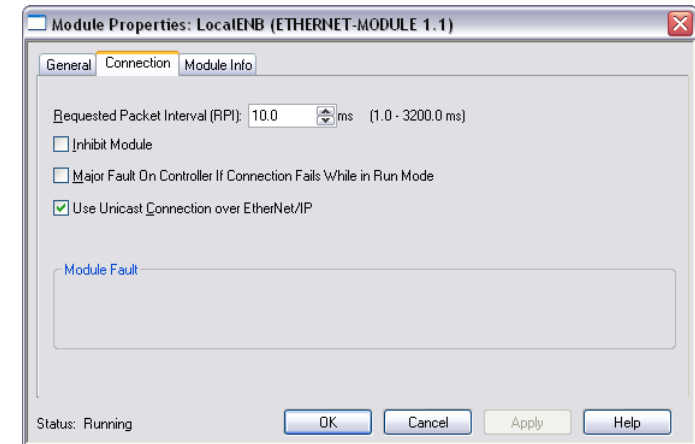 Module Properties: LocalENB (ETHERNET-MODULE 1.1)
General Connection Module Info
Requested Packet Interval (RPI): 10.0 ms (1.0 - 3200.0 ms)
Inhibit Module
Major Fault On Controller If Connection Fails While in Run Mode
Use Unicast Connection over EtherNet/IP
Module Fault
Status: Running OK Cancel Apply Help